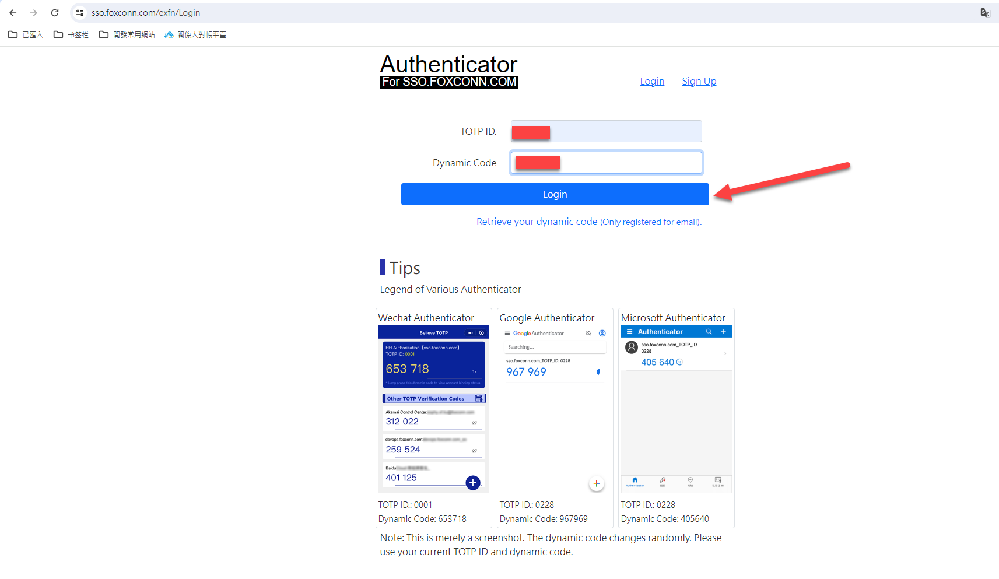 sso.foxconn.com/exfn/Login
已匯入 书签栏 開發常用網站 關係人對帳平臺
Authenticator
For SSO.FOXCONN.COM
Login Sign Up
TOTP ID.
Dynamic Code
Login
Retrieve your dynamic code (Only registered for email).
Tips
Legend of Various Authenticator
Wechat Authenticator
Believe TOTP
HH Authorization【sso.foxconn.com】
TOTP ID: 0001
653 718
17
* Long press this dynamic code to view account binding status
Other TOTP Verification Codes
Akamai Control Center:
312 022
27
devops.foxconn.com:
259 524
27
Baidu
401 125
TOTP ID.: 0001
Dynamic Code: 653718
Google Authenticator
Google Authenticator
Searching...
sso.foxconn.com_TOTP_ID: 0228
967 969
TOTP ID.: 0228
Dynamic Code: 967969
Microsoft Authenticator
Authenticator
sso.foxconn.com_TOTP_ID
0228
405 640
Authenticator
TOTP ID.: 0228
Dynamic Code: 405640
Note: This is merely a screenshot. The dynamic code changes randomly. Please
use your current TOTP ID and dynamic code.